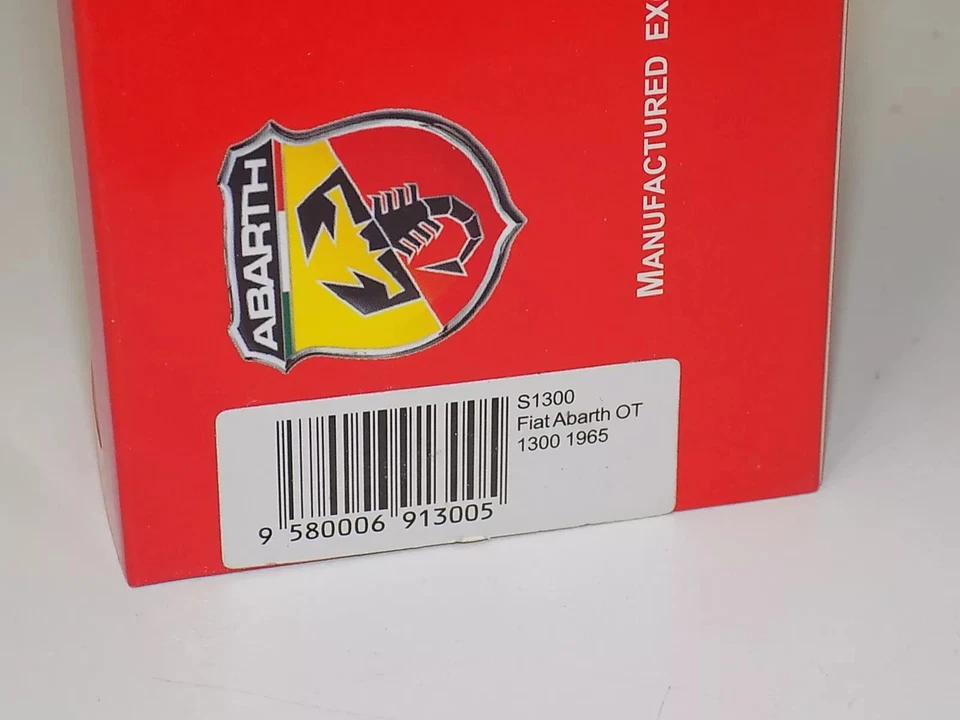 ABARTH
MANUFACTURED EX
S1300
Fiat Abarth OT
1300 1965
9 580006 913005